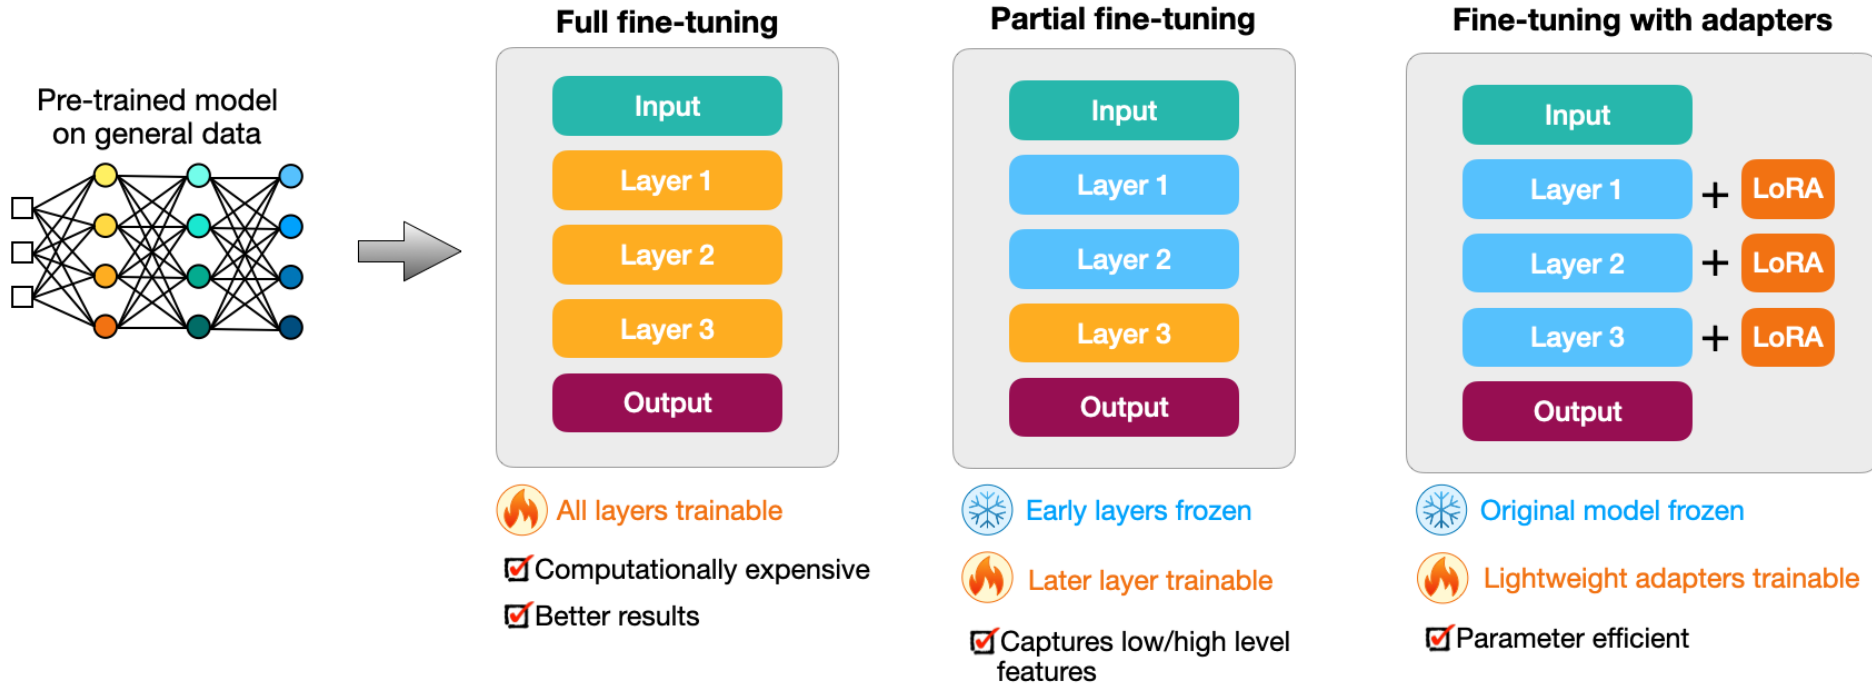 Pre-trained model
on general data
Full fine-tuning
Input
Layer 1
Layer 2
Layer 3
Output
All layers trainable
Computationally expensive
Better results
Partial fine-tuning
Input
Layer 1
Layer 2
Layer 3
Output
Early layers frozen
Later layer trainable
Captures low/high level
features
Fine-tuning with adapters
Input
Layer 1 + LoRA
Layer 2 + LoRA
Layer 3 + LoRA
Output
Original model frozen
Lightweight adapters trainable
Parameter efficient